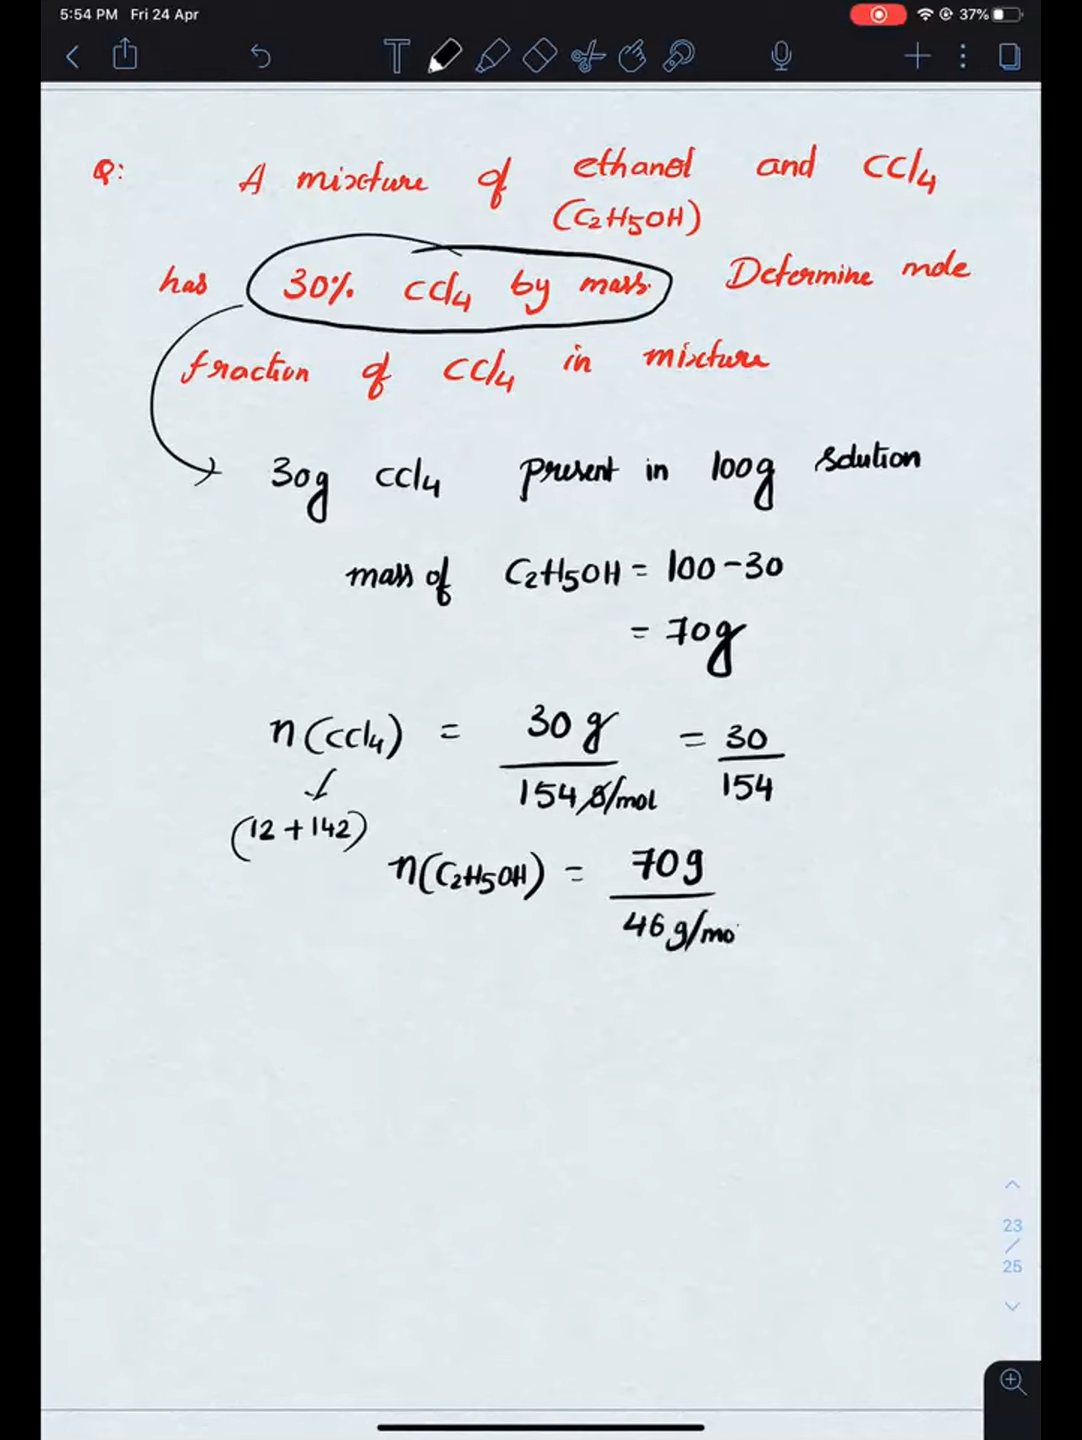 5:54 PM Fri 24 Apr 37%
T
Q: A mixture of ethanol and CCl4
(C2H5OH)
has 30% CCl4 by mass. Determine mole
fraction of CCl4 in mixture
30g CCl4 present in 100g solution
mass of C2H5OH = 100-30
= 70g
n(CCl4) = 30g/154 g/mol = 30/154
(12+142)
n(C2H5OH) = 70g/46g/mo
23
/
25